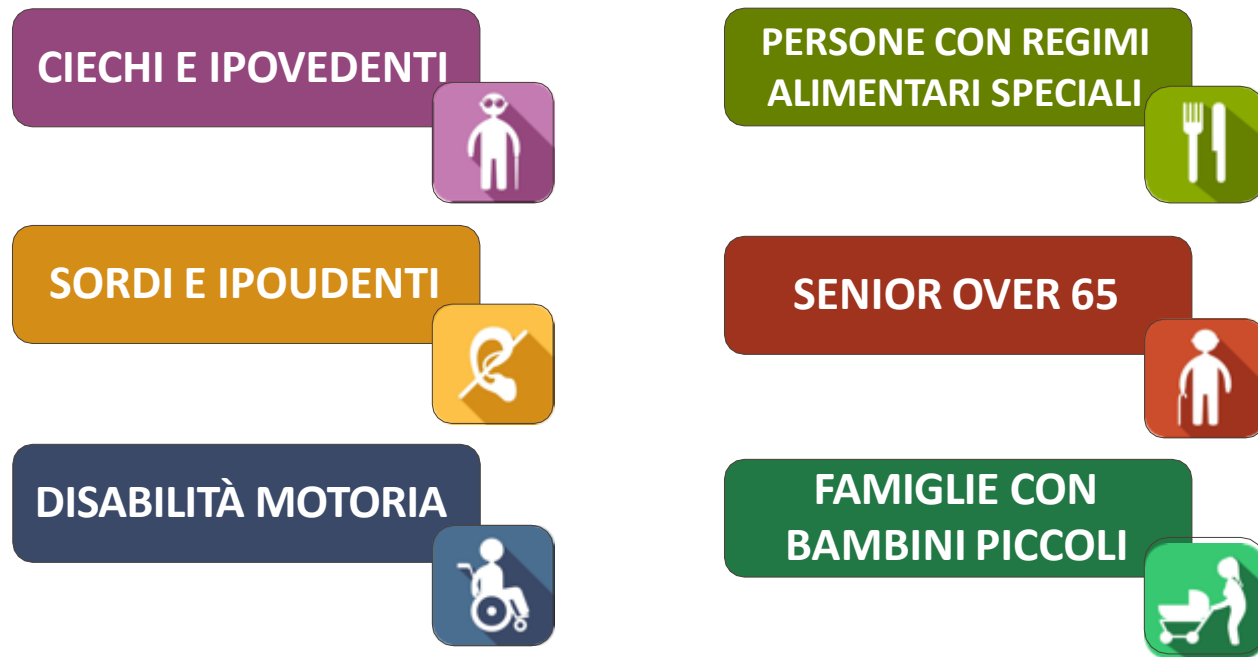 CIECHI E IPOVEDENTI
SORDI E IPOUDENTI
DISABILITÀ MOTORIA
PERSONE CON REGIMI
ALIMENTARI SPECIALI
SENIOR OVER 65
FAMIGLIE CON
BAMBINI PICCOLI